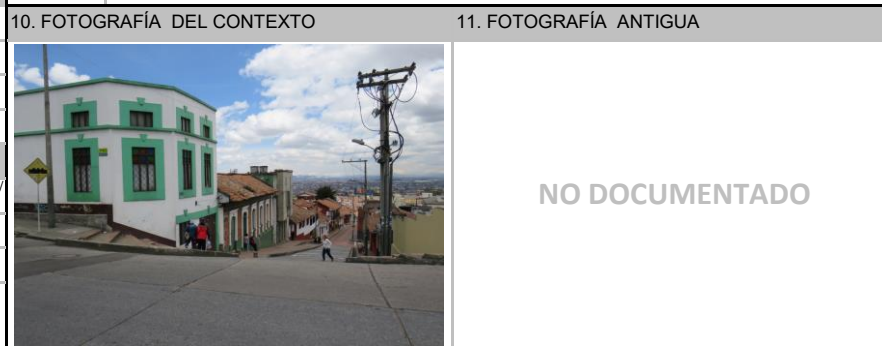 10. FOTOGRAFÍA DEL CONTEXTO
11. FOTOGRAFÍA ANTIGUA
NO DOCUMENTADO